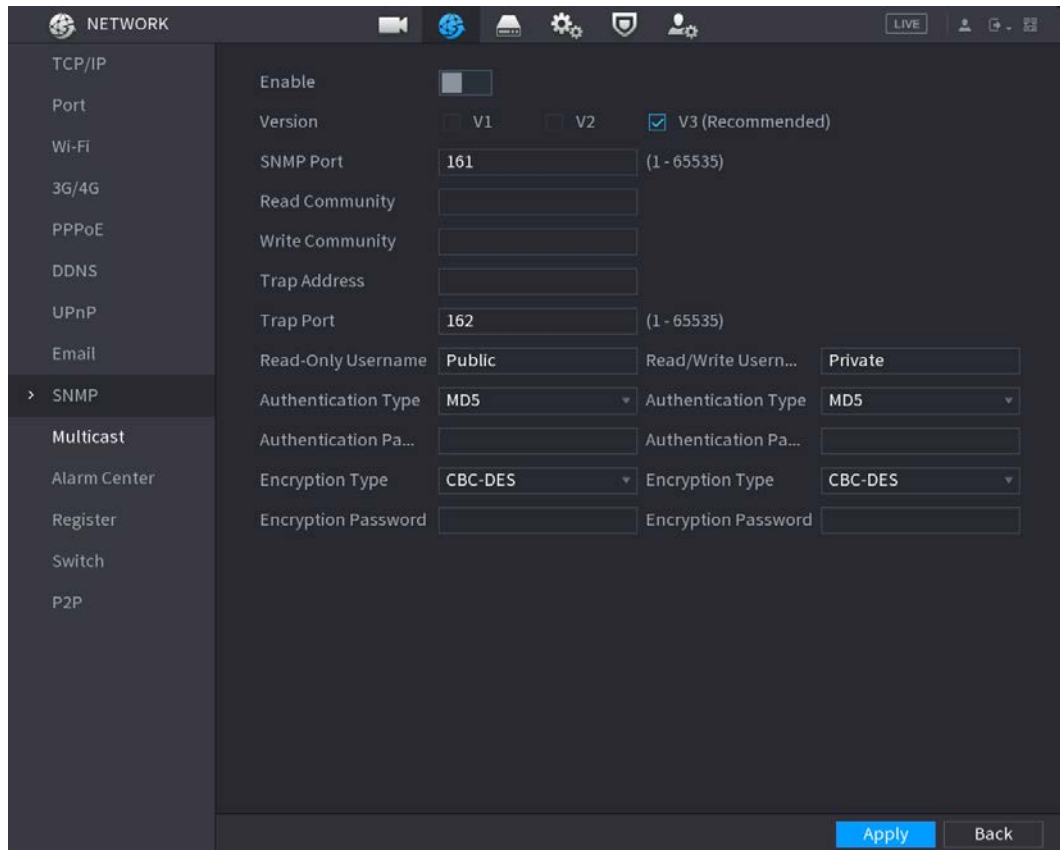 NETWORK
LIVE
TCP/IP
Port
Wi-Fi
3G/4G
PPPoE
DDNS
UPnP
Email
SNMP
Multicast
Alarm Center
Register
Switch
P2P
Enable
Version V1 V2 V3 (Recommended)
SNMP Port 161 (1 - 65535)
Read Community
Write Community
Trap Address
Trap Port 162 (1 - 65535)
Read-Only Username Public Read/Write Usern... Private
Authentication Type MD5 Authentication Type MD5
Authentication Pa... Authentication Pa...
Encryption Type CBC-DES Encryption Type CBC-DES
Encryption Password Encryption Password
Apply Back